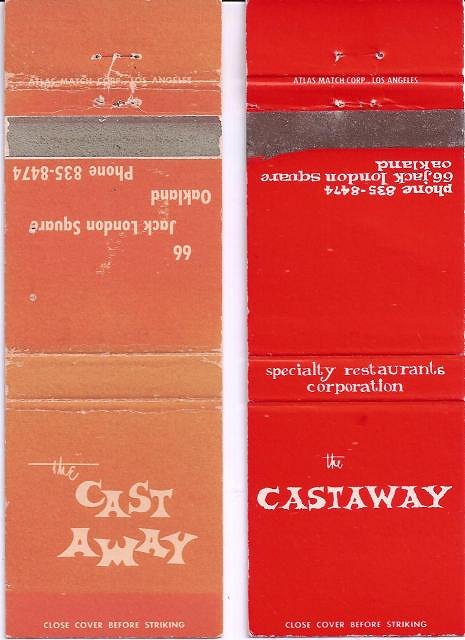 ATLAS MATCH CORP., LOS ANGELES
66
Jack London Square
Oakland
Phone 835-8474
the
CAST
AWAY
CLOSE COVER BEFORE STRIKING
ATLAS MATCH CORP., LOS ANGELES
phone 835-8474
66 jack london square
oakland
specialty restaurants
corporation
the
CASTAWAY
CLOSE COVER BEFORE STRIKING